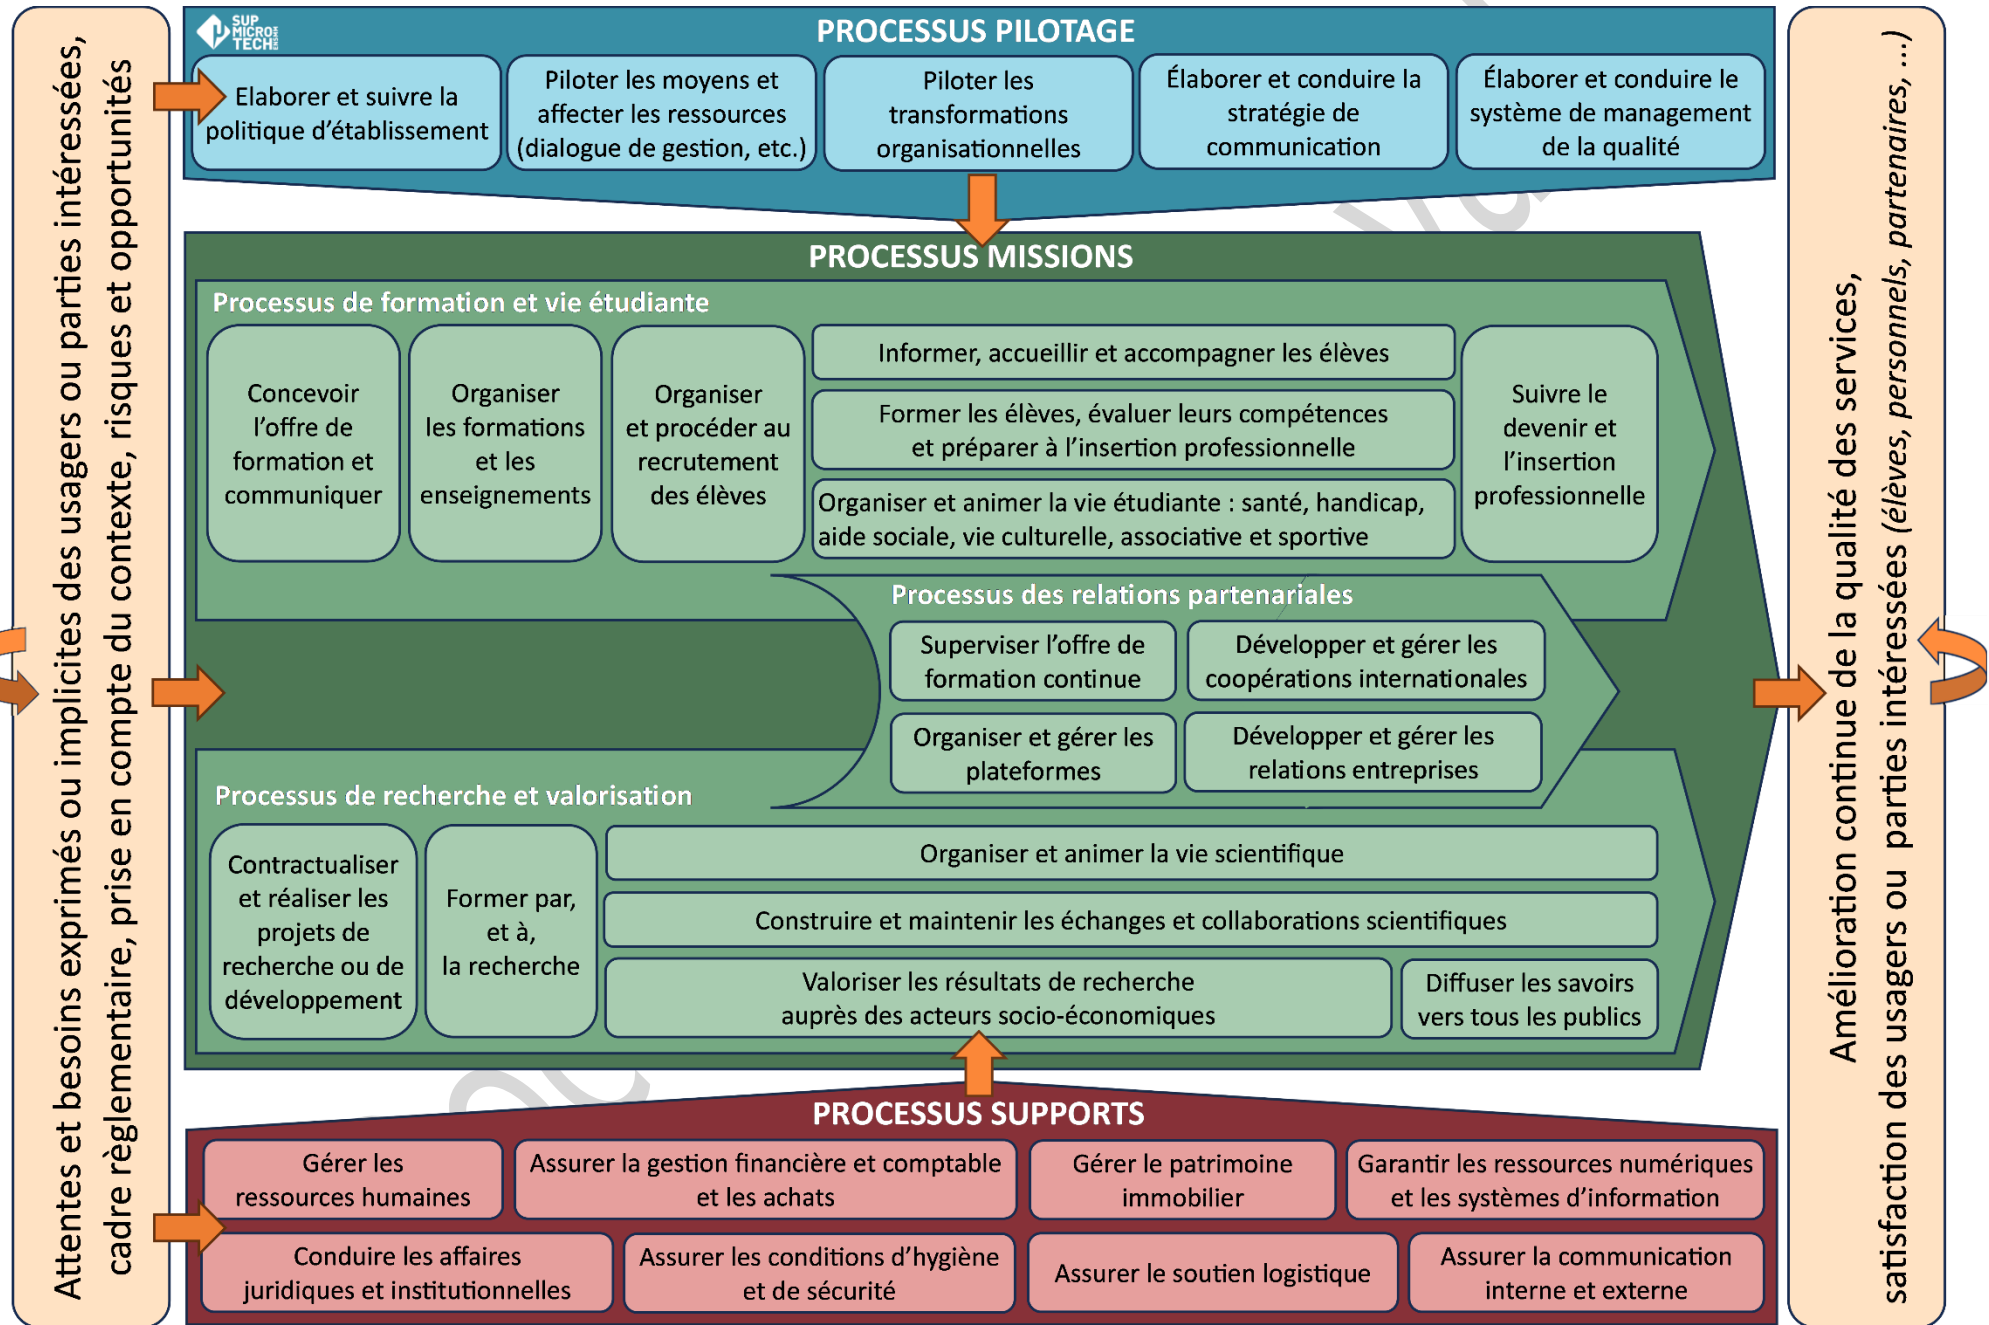 Attentes et besoins exprimés ou implicites des usagers ou parties intéressées,
cadre règlementaire, prise en compte du contexte, risques et opportunités
SUP
MICRO
TECH
ENSMM
PROCESSUS PILOTAGE
Elaborer et suivre la
politique d’établissement
Piloter les moyens et
affecter les ressources
(dialogue de gestion, etc.)
Piloter les
transformations
organisationnelles
Élaborer et conduire la
stratégie de
communication
Élaborer et conduire le
système de management
de la qualité
PROCESSUS MISSIONS
Processus de formation et vie étudiante
Concevoir
l’offre de
formation et
communiquer
Organiser
les formations
et les
enseignements
Organiser
et procéder au
recrutement
des élèves
Informer, accueillir et accompagner les élèves
Former les élèves, évaluer leurs compétences
et préparer à l’insertion professionnelle
Organiser et animer la vie étudiante : santé, handicap,
aide sociale, vie culturelle, associative et sportive
Suivre le
devenir et
l’insertion
professionnelle
Processus des relations partenariales
Superviser l’offre de
formation continue
Développer et gérer les
coopérations internationales
Organiser et gérer les
plateformes
Développer et gérer les
relations entreprises
Processus de recherche et valorisation
Contractualiser
et réaliser les
projets de
recherche ou de
développement
Former par,
et à,
la recherche
Organiser et animer la vie scientifique
Construire et maintenir les échanges et collaborations scientifiques
Valoriser les résultats de recherche
auprès des acteurs socio-économiques
Diffuser les savoirs
vers tous les publics
PROCESSUS SUPPORTS
Gérer les
ressources humaines
Assurer la gestion financière et comptable
et les achats
Gérer le patrimoine
immobilier
Garantir les ressources numériques
et les systèmes d’information
Conduire les affaires
juridiques et institutionnelles
Assurer les conditions d’hygiène
et de sécurité
Assurer le soutien logistique
Assurer la communication
interne et externe
Amélioration continue de la qualité des services,
satisfaction des usagers ou parties intéressées (élèves, personnels, partenaires, ...)